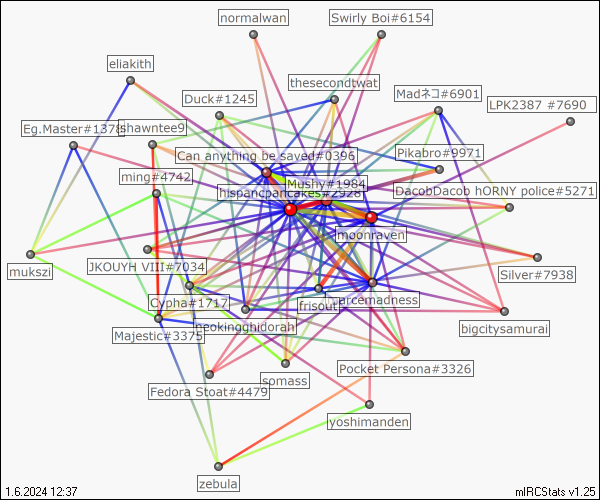 normalwan
Swirly Boi#6154
eliakith
thesecondtwat
Duck#1245
Madネコ#6901
LPK2387 #7690
Eg.Master#1378
shawntee9
Can anything be saved#0396
Pikabro#9971
ming#4742
Mushy#1984
hispancpancakes#2928
DacobDacob hORNY police#5271
moonraven
mukszi
JKOUYH VIII#7034
Silver#7938
Cypha#1717
frisout
arcemadness
neokingghidorah
bigcitysamurai
Majestic#3375
Pocket Persona#3326
somass
Fedora Stoat#4479
yoshimanden
zebula
1.6.2024 12:37
mIRCStats v1.25